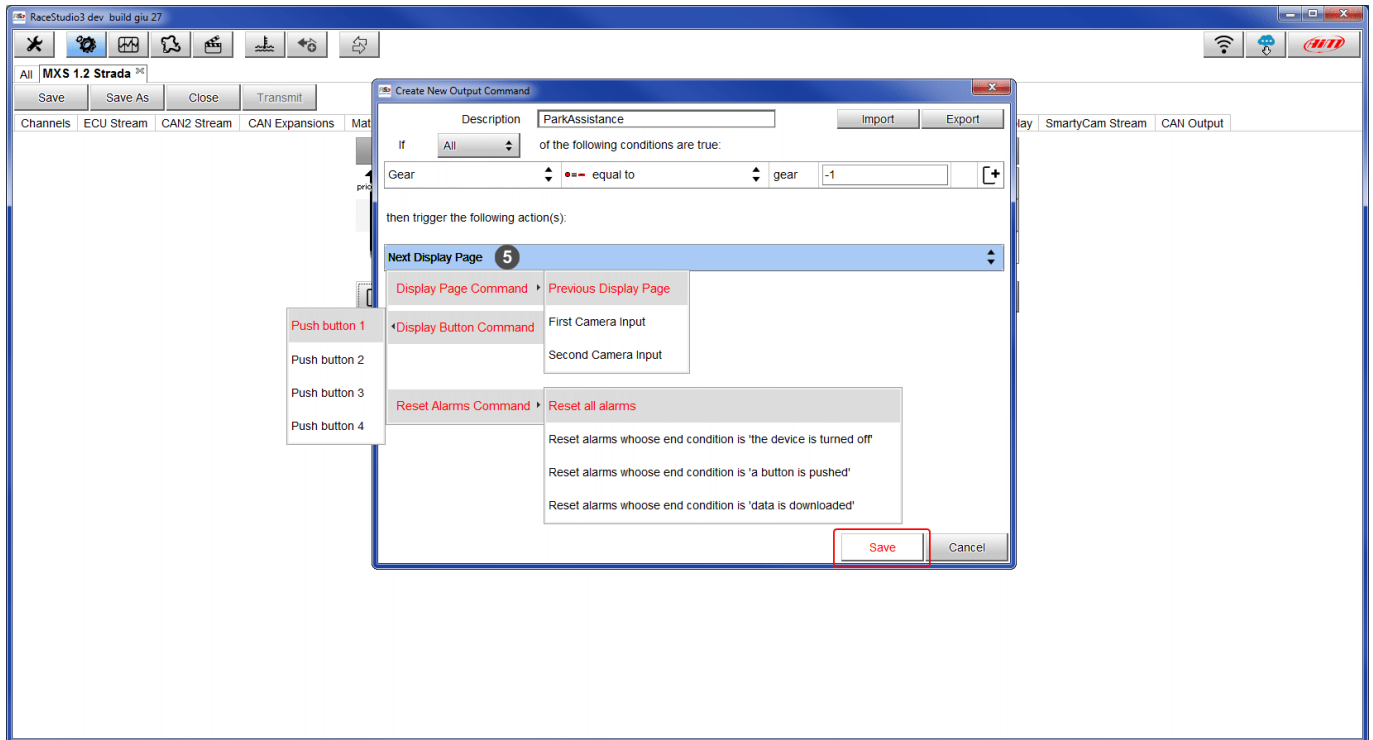 RaceStudio3 dev build giu 27
AiM
All MXS 1.2 Strada
Save Save As Close Transmit
Channels ECU Stream CAN2 Stream CAN Expansions Mat lay SmartyCam Stream CAN Output
Create New Output Command
Description ParkAssistance Import Export
If All of the following conditions are true:
Gear equal to gear -1
then trigger the following action(s):
Next Display Page 5
Display Page Command Previous Display Page
Push button 1 Display Button Command First Camera Input
Push button 2 Second Camera Input
Push button 3
Reset Alarms Command Reset all alarms
Push button 4
Reset alarms whoose end condition is 'the device is turned off'
Reset alarms whoose end condition is 'a button is pushed'
Reset alarms whoose end condition is 'data is downloaded'
Save Cancel